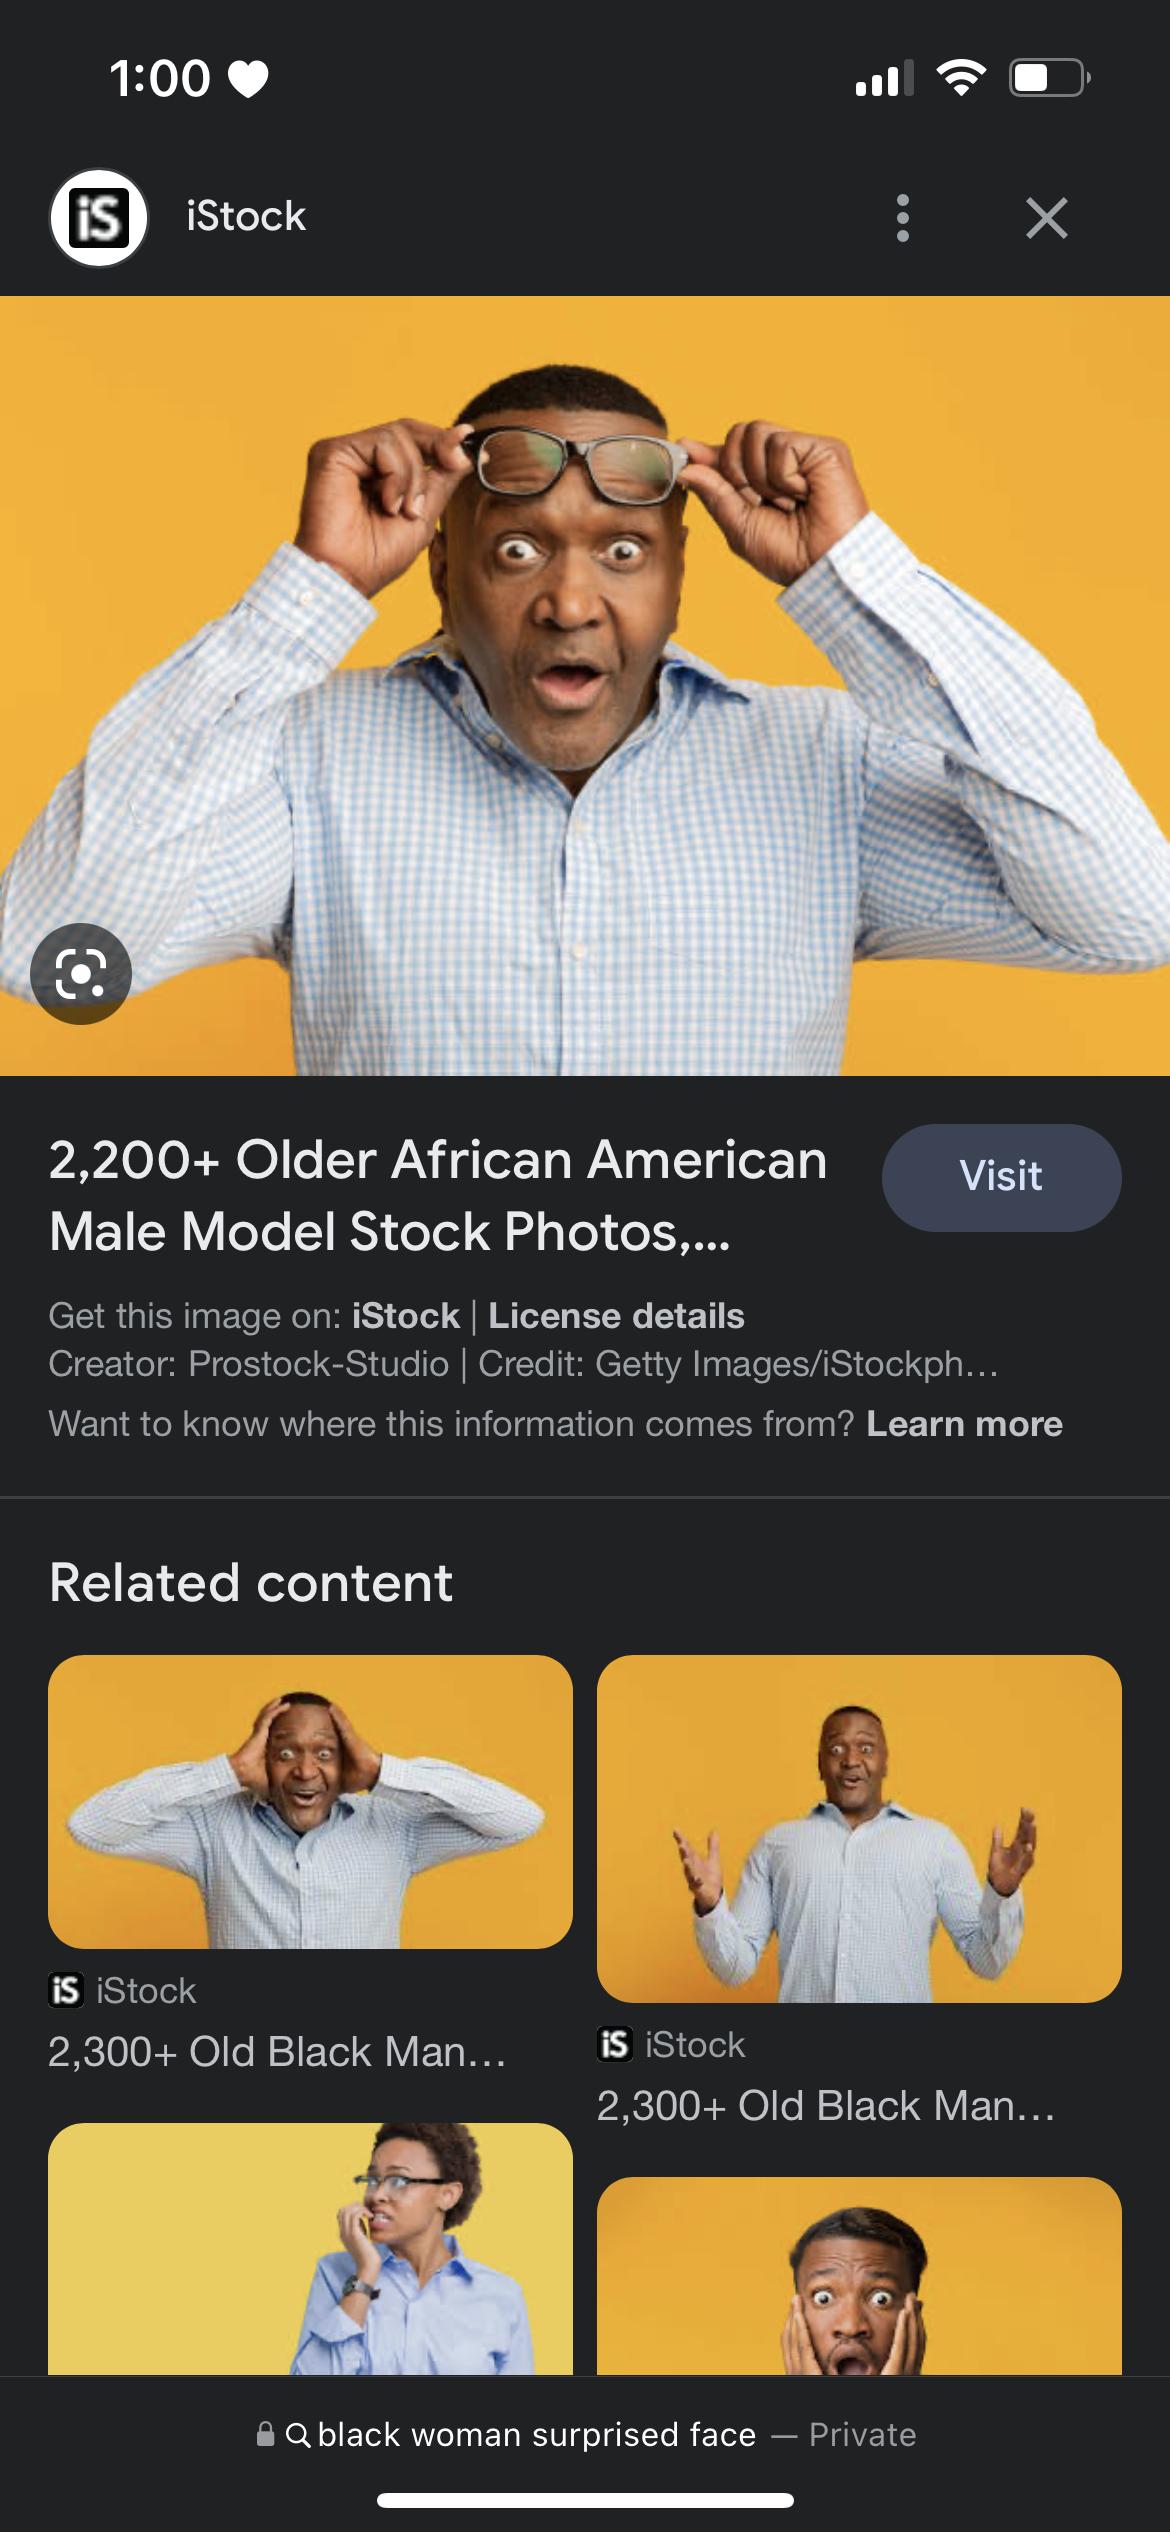 1:00
iS iStock
2,200+ Older African American
Male Model Stock Photos,...
Visit
Get this image on: iStock | License details
Creator: Prostock-Studio | Credit: Getty Images/iStockph...
Want to know where this information comes from? Learn more
Related content
iS iStock
2,300+ Old Black Man...
iS iStock
2,300+ Old Black Man...
black woman surprised face — Private